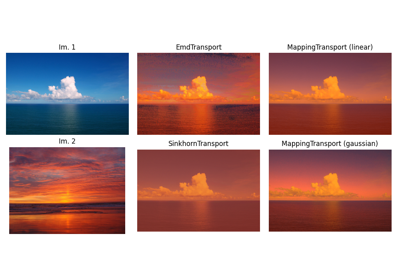 Im. 1
EmdTransport
MappingTransport (linear)
Im. 2
SinkhornTransport
MappingTransport (gaussian)